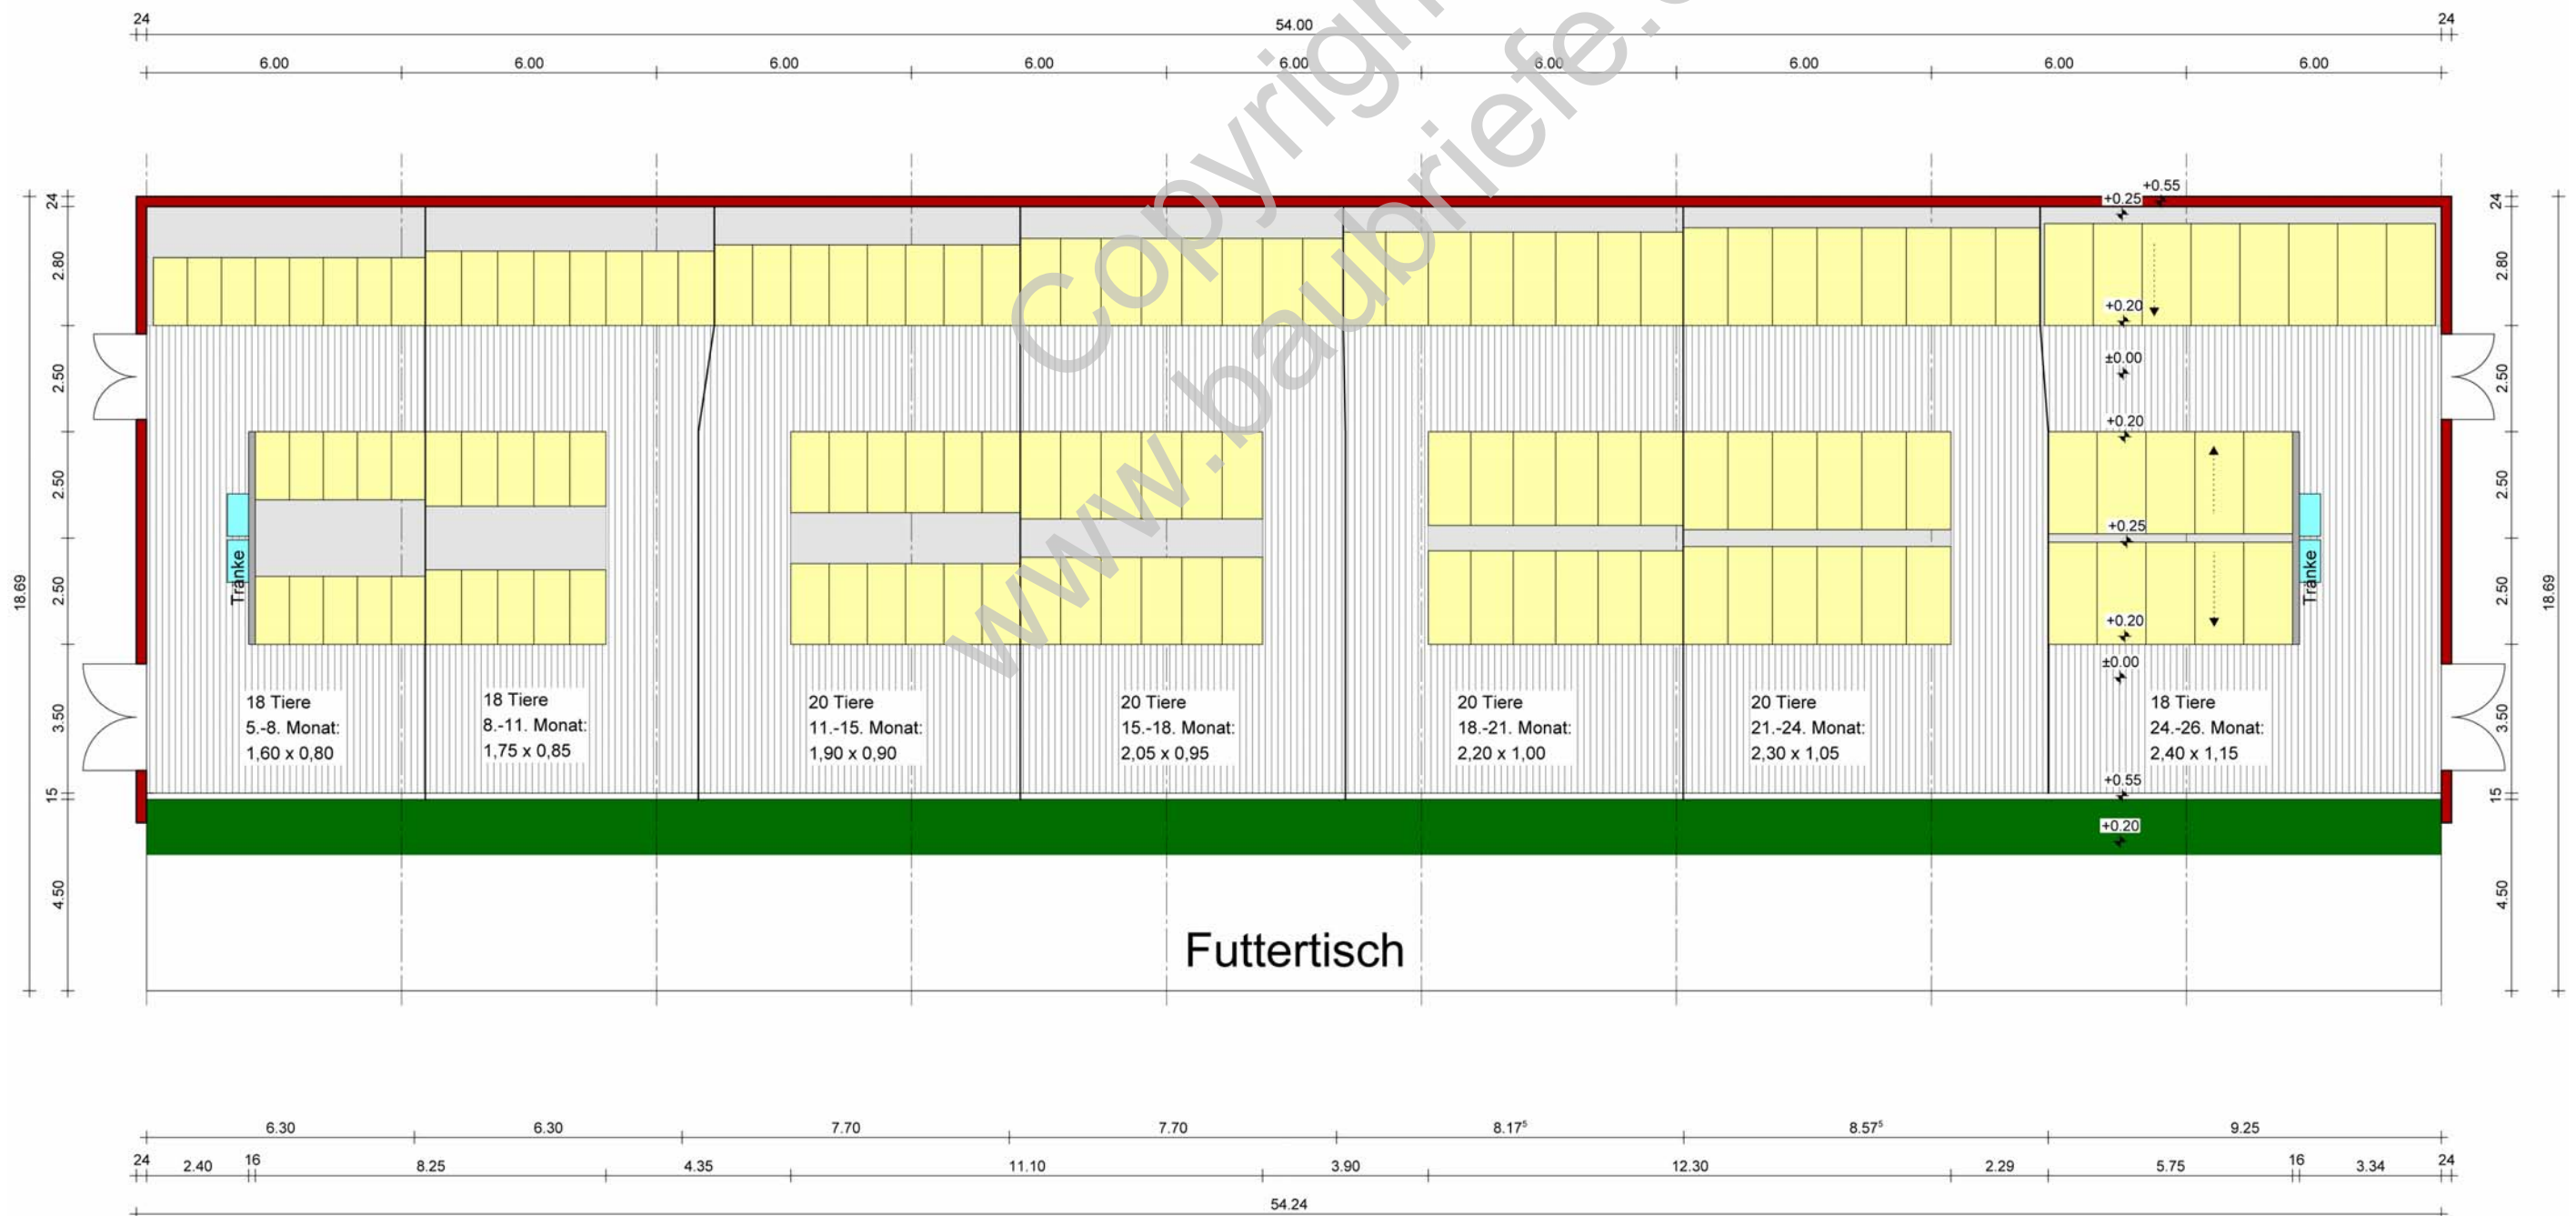 24 54.00 24
6.00 6.00 6.00 6.00 6.00 6.00 6.00 6.00 6.00
Copyrigh
www.baubriefe.
+0.55
24 +0.25 24
2.80 2.80
+0.20
2.50 ±0.00 2.50
+0.20
2.50 2.50
+0.25
Tränke Tränke
18.69 2.50 2.50 18.69
+0.20
±0.00
18 Tiere
5.-8. Monat:
1,60 x 0,80
18 Tiere
8.-11. Monat:
1,75 x 0,85
20 Tiere
11.-15. Monat:
1,90 x 0,90
20 Tiere
15.-18. Monat:
2,05 x 0,95
20 Tiere
18.-21. Monat:
2,20 x 1,00
20 Tiere
21.-24. Monat:
2,30 x 1,05
18 Tiere
24.-26. Monat:
2,40 x 1,15
3.50 3.50
+0.55
15 15
+0.20
4.50 4.50
Futtertisch
6.30 6.30 7.70 7.70 8.17⁵ 8.57⁵ 9.25
24 2.40 16 8.25 4.35 11.10 3.90 12.30 2.29 5.75 16 3.34 24
54.24